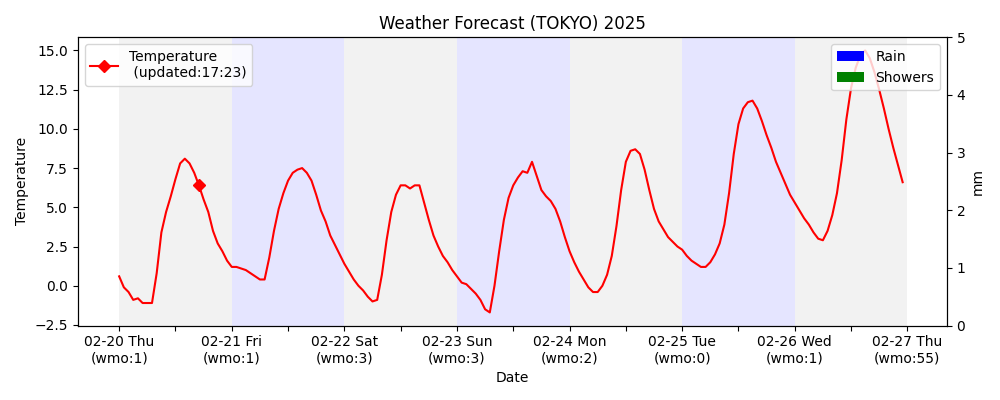 Weather Forecast (TOKYO) 2025
Temperature
(updated:17:23)
Rain
Showers
15.0
12.5
10.0
7.5
5.0
2.5
0.0
−2.5
Temperature
5
4
3
2
1
0
mm
02-20 Thu
(wmo:1)
02-21 Fri
(wmo:1)
02-22 Sat
(wmo:3)
02-23 Sun
(wmo:3)
02-24 Mon
(wmo:2)
02-25 Tue
(wmo:0)
02-26 Wed
(wmo:1)
02-27 Thu
(wmo:55)
Date